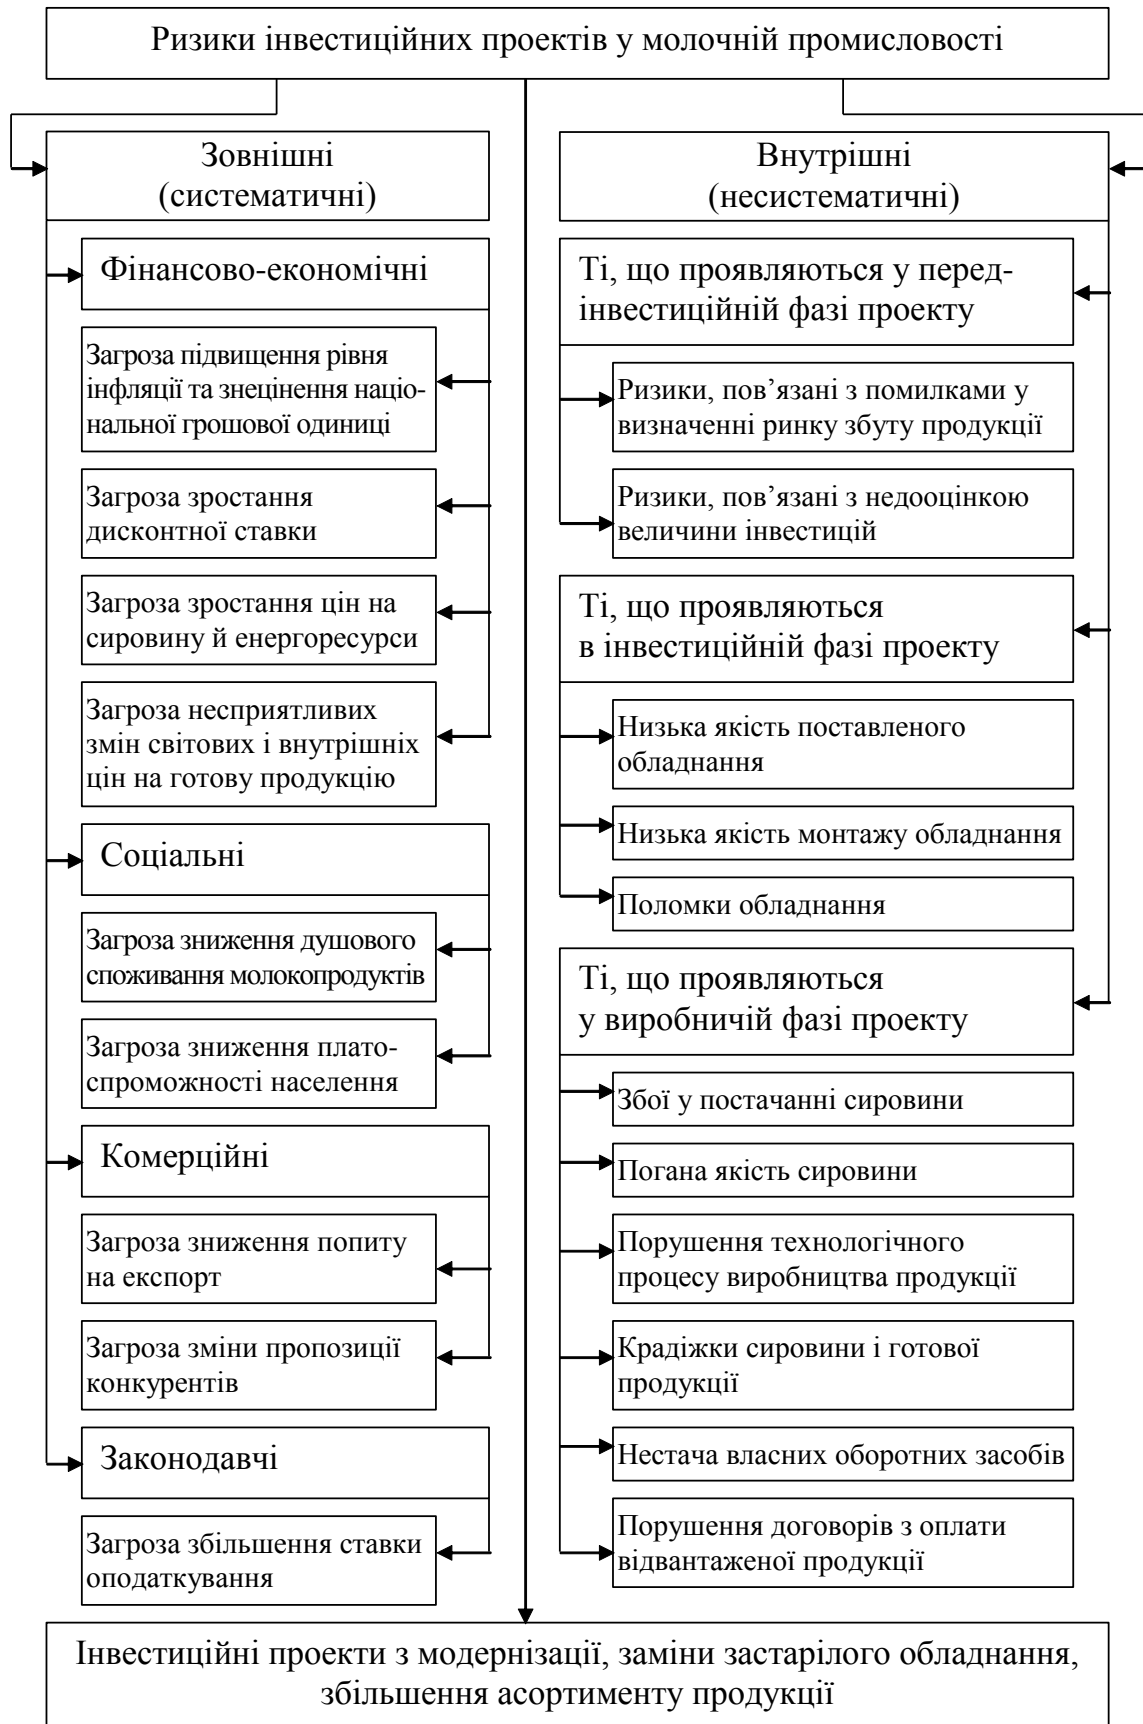 Ризики інвестиційних проектів у молочній промисловості
Зовнішні
(систематичні)
Фінансово-економічні
Загроза підвищення рівня
інфляції та знецінення націо-
нальної грошової одиниці
Загроза зростання
дисконтної ставки
Загроза зростання цін на
сировину й енергоресурси
Загроза несприятливих
змін світових і внутрішніх
цін на готову продукцію
Соціальні
Загроза зниження душового
споживання молокопродуктів
Загроза зниження плато-
спроможності населення
Комерційні
Загроза зниження попиту
на експорт
Загроза зміни пропозиції
конкурентів
Законодавчі
Загроза збільшення ставки
оподаткування
Внутрішні
(несистематичні)
Ті, що проявляються у перед-
інвестиційній фазі проекту
Ризики, пов’язані з помилками у
визначенні ринку збуту продукції
Ризики, пов’язані з недооцінкою
величини інвестицій
Ті, що проявляються
в інвестиційній фазі проекту
Низька якість поставленого
обладнання
Низька якість монтажу обладнання
Поломки обладнання
Ті, що проявляються
у виробничій фазі проекту
Збої у постачанні сировини
Погана якість сировини
Порушення технологічного
процесу виробництва продукції
Крадіжки сировини і готової
продукції
Нестача власних оборотних засобів
Порушення договорів з оплати
відвантаженої продукції
Інвестиційні проекти з модернізації, заміни застарілого обладнання,
збільшення асортименту продукції